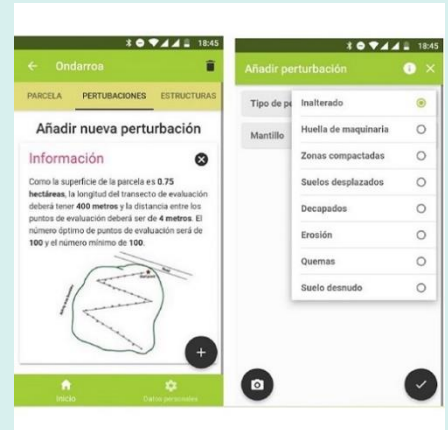 18:45
Ondarroa
PARCELA PERTUBACIONES ESTRUCTURAS
Añadir nueva perturbación
Información
Como la superficie de la parcela es 0.75
hectáreas, la longitud del transecto de evaluación
deberá tener 400 metros y la distancia entre los
puntos de evaluación deberá ser de 4 metros. El
número óptimo de puntos de evaluación será de
100 y el número mínimo de 100.
Inicio
Datos personales
18:45
Añadir perturbación
Tipo de pe
Mantillo
Inalterado
Huella de maquinaria
Zonas compactadas
Suelos desplazados
Decapados
Erosión
Quemas
Suelo desnudo